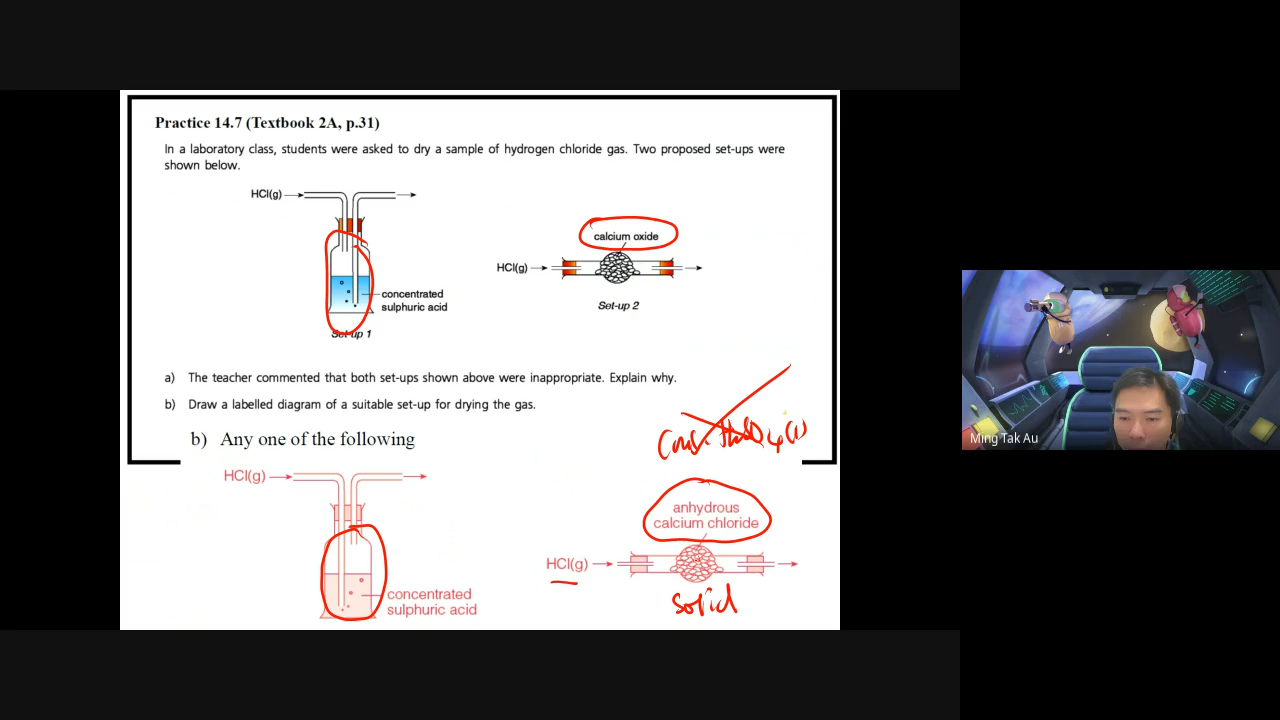 Practice 14.7 (Textbook 2A, p.31)
In a laboratory class, students were asked to dry a sample of hydrogen chloride gas. Two proposed set-ups were
shown below.
HCl(g)
concentrated
sulphuric acid
Set-up 1
calcium oxide
HCl(g)
Set-up 2
a) The teacher commented that both set-ups shown above were inappropriate. Explain why.
b) Draw a labelled diagram of a suitable set-up for drying the gas.
b) Any one of the following
conc. H2SO4(l)
HCl(g)
concentrated
sulphuric acid
anhydrous
calcium chloride
HCl(g)
solid
Ming Tak Au